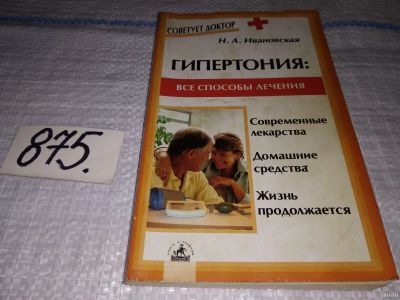 СОВЕТУЕТ ДОКТОР
Н. А. Ивановская
ГИПЕРТОНИЯ:
ВСЕ СПОСОБЫ ЛЕЧЕНИЯ
Современные
лекарства
Домашние
средства
Жизнь
продолжается
875.